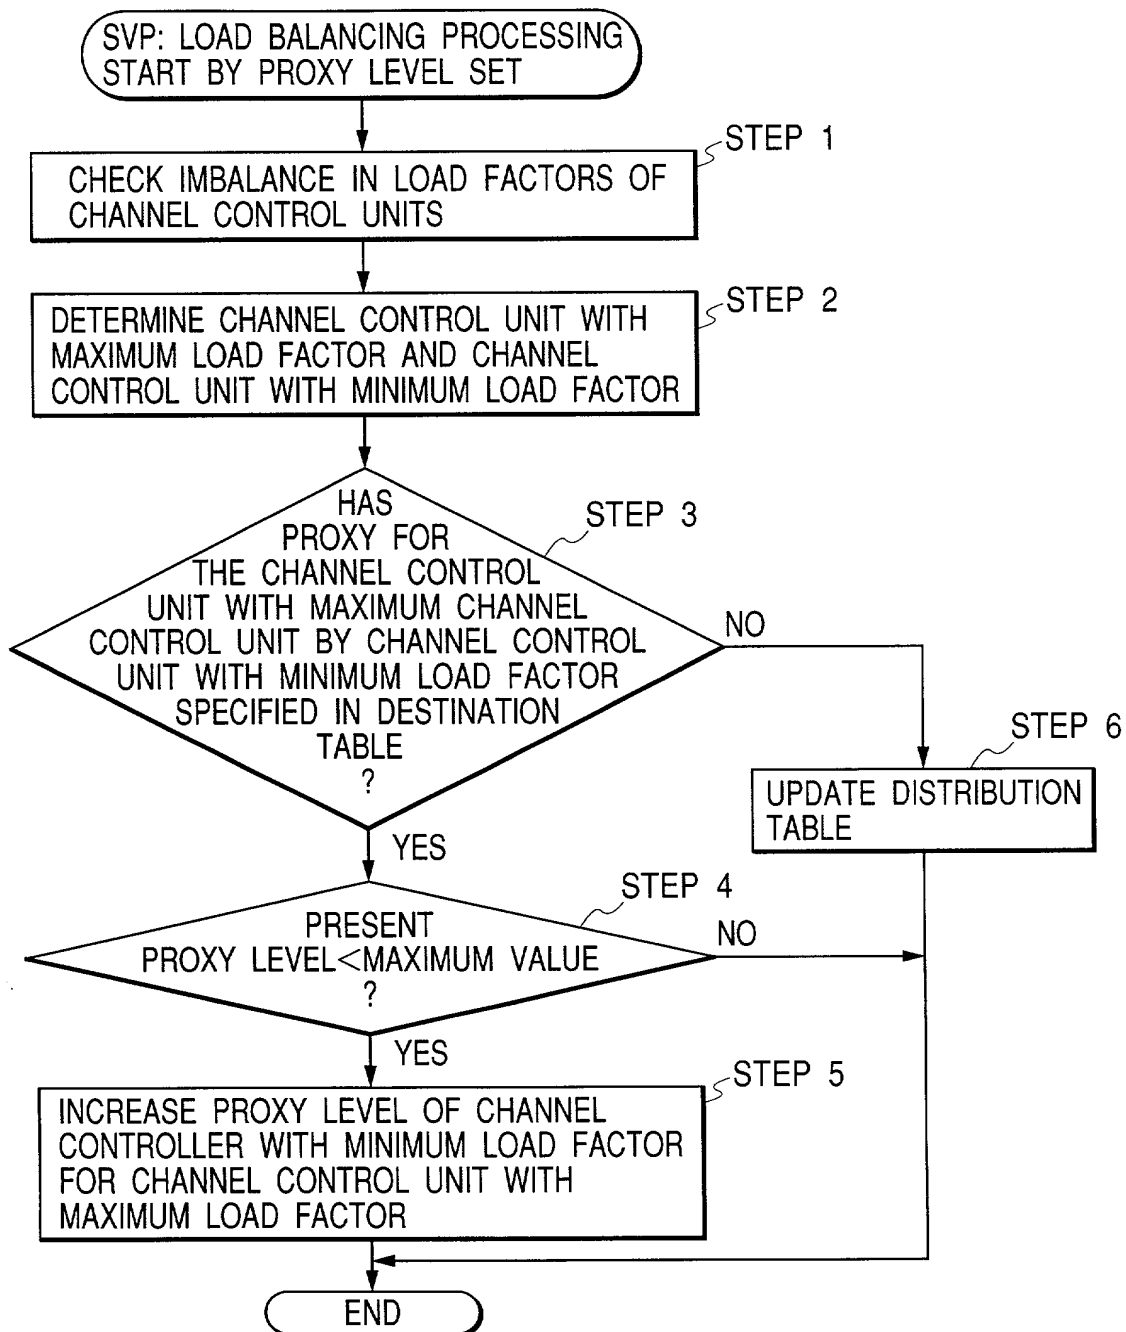 SVP: LOAD BALANCING PROCESSING
START BY PROXY LEVEL SET
STEP 1
CHECK IMBALANCE IN LOAD FACTORS OF
CHANNEL CONTROL UNITS
STEP 2
DETERMINE CHANNEL CONTROL UNIT WITH
MAXIMUM LOAD FACTOR AND CHANNEL
CONTROL UNIT WITH MINIMUM LOAD FACTOR
STEP 3
HAS
PROXY FOR
THE CHANNEL CONTROL
UNIT WITH MAXIMUM CHANNEL
CONTROL UNIT BY CHANNEL CONTROL
UNIT WITH MINIMUM LOAD FACTOR
SPECIFIED IN DESTINATION
TABLE
?
NO
YES
STEP 6
UPDATE DISTRIBUTION
TABLE
STEP 4
PRESENT
PROXY LEVEL<MAXIMUM VALUE
?
NO
YES
STEP 5
INCREASE PROXY LEVEL OF CHANNEL
CONTROLLER WITH MINIMUM LOAD FACTOR
FOR CHANNEL CONTROL UNIT WITH
MAXIMUM LOAD FACTOR
END